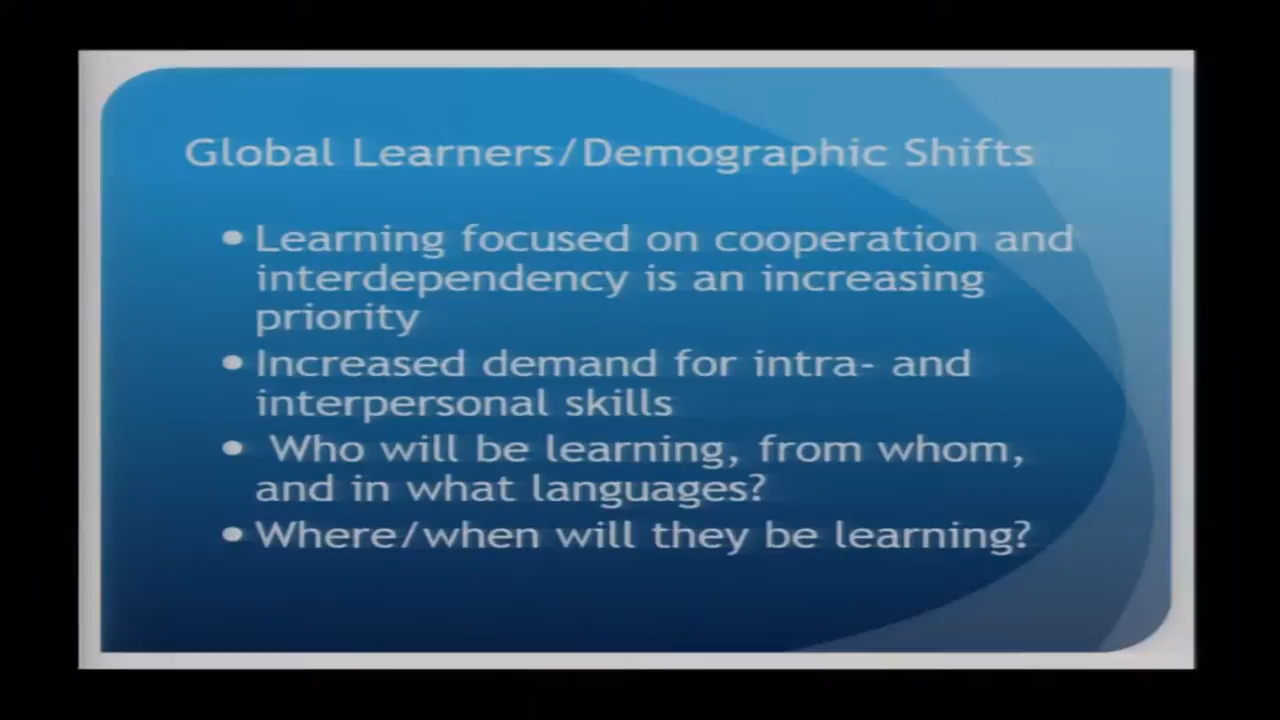 Global Learners/Demographic Shifts
• Learning focused on cooperation and
interdependency is an increasing
priority
• Increased demand for intra- and
interpersonal skills
• Who will be learning, from whom,
and in what languages?
• Where/when will they be learning?